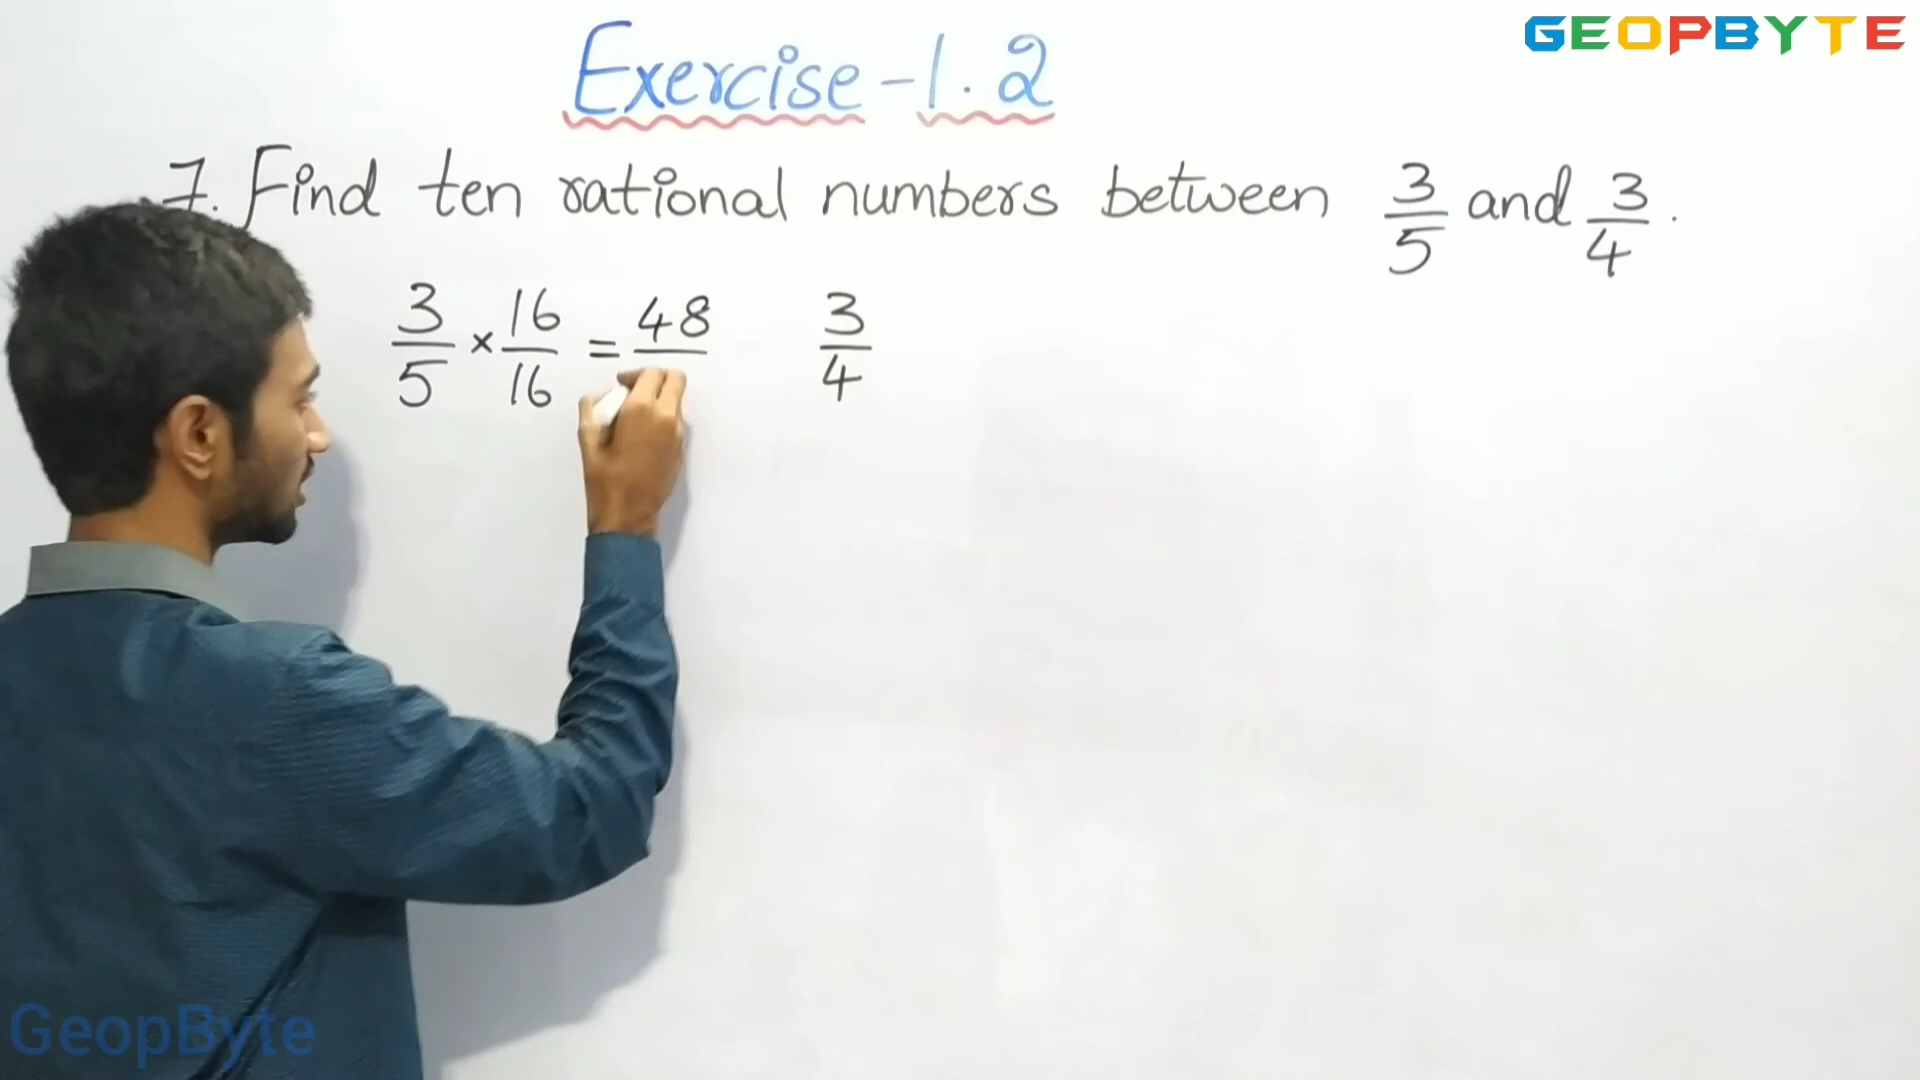 GEOPBYTE
Exercise-1.2
7. Find ten rational numbers between 3/5 and 3/4.
3/5 × 16/16 = 48/ 3/4
GeopByte